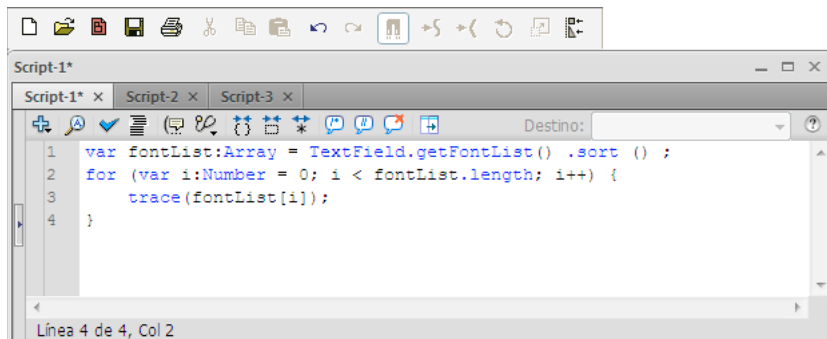 Script-1*
Script-1* × Script-2 × Script-3 ×
Destino:
1 var fontList:Array = TextField.getFontList() .sort () ;
2 for (var i:Number = 0; i < fontList.length; i++) {
3 trace(fontList[i]);
4 }
Línea 4 de 4, Col 2